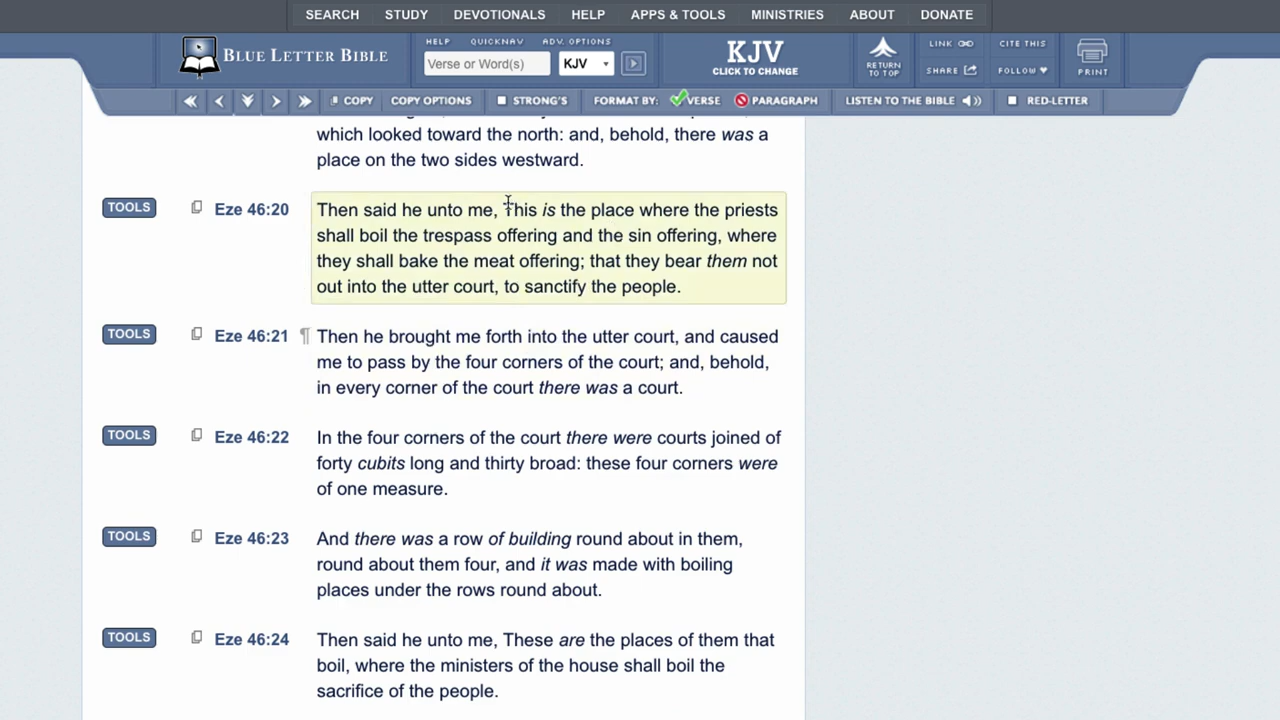 SEARCH STUDY DEVOTIONALS HELP APPS & TOOLS MINISTRIES ABOUT DONATE
BLUE LETTER BIBLE
HELP QUICKNAV ADV. OPTIONS
Verse or Word(s) KJV
KJV
CLICK TO CHANGE
RETURN
TO TOP
LINK CITE THIS
SHARE FOLLOW
PRINT
COPY COPY OPTIONS STRONG'S FORMAT BY: VERSE PARAGRAPH LISTEN TO THE BIBLE RED-LETTER
which looked toward the north: and, behold, there was a
place on the two sides westward.
TOOLS Eze 46:20 Then said he unto me, This is the place where the priests
shall boil the trespass offering and the sin offering, where
they shall bake the meat offering; that they bear them not
out into the utter court, to sanctify the people.
TOOLS Eze 46:21 ¶ Then he brought me forth into the utter court, and caused
me to pass by the four corners of the court; and, behold,
in every corner of the court there was a court.
TOOLS Eze 46:22 In the four corners of the court there were courts joined of
forty cubits long and thirty broad: these four corners were
of one measure.
TOOLS Eze 46:23 And there was a row of building round about in them,
round about them four, and it was made with boiling
places under the rows round about.
TOOLS Eze 46:24 Then said he unto me, These are the places of them that
boil, where the ministers of the house shall boil the
sacrifice of the people.